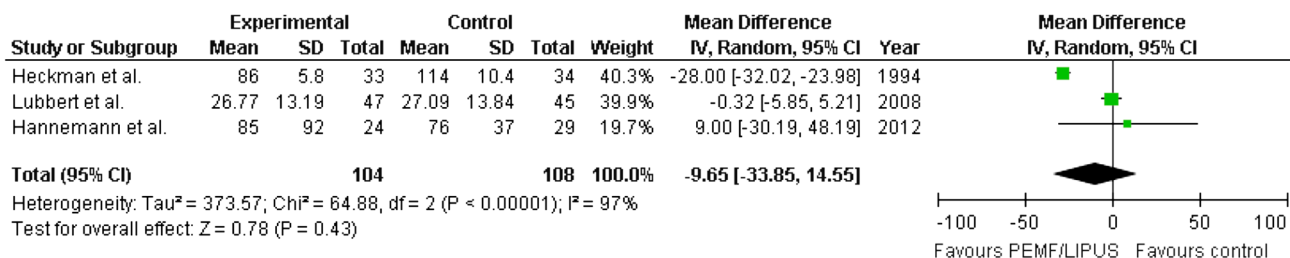 Experimental Control Mean Difference Mean Difference
Study or Subgroup Mean SD Total Mean SD Total Weight IV, Random, 95% CI Year IV, Random, 95% CI
Heckman et al. 86 5.8 33 114 10.4 34 40.3% -28.00 [-32.02, -23.98] 1994
Lubbert et al. 26.77 13.19 47 27.09 13.84 45 39.9% -0.32 [-5.85, 5.21] 2008
Hannemann et al. 85 92 24 76 37 29 19.7% 9.00 [-30.19, 48.19] 2012
Total (95% CI) 104 108 100.0% -9.65 [-33.85, 14.55]
Heterogeneity: Tau² = 373.57; Chi² = 64.88, df = 2 (P < 0.00001); I² = 97%
Test for overall effect: Z = 0.78 (P = 0.43)
-100 -50 0 50 100
Favours PEMF/LIPUS Favours control